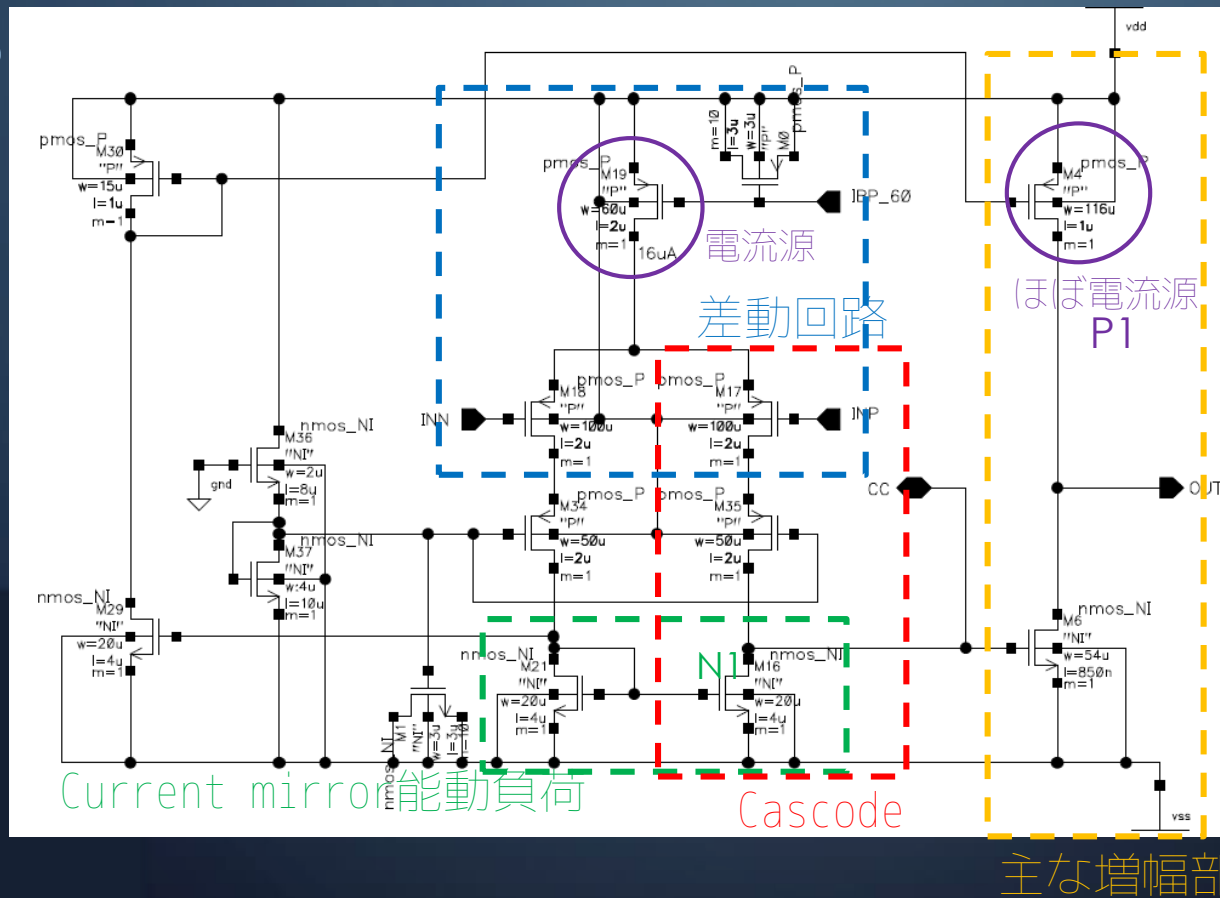 vdd
pmos_P
M30
"P"
w=15u
l=1u
m=1
pmos_P
M19
"P"
w=60u
l=2u
m=1
16uA
電流源
m=10
l=3u
w=3u
"P"
M0
pmos_P
IBP_60
pmos_P
M4
"P"
w=116u
l=1u
m=1
ほぼ電流源
P1
差動回路
INN
pmos_P
M18
"P"
w=100u
l=2u
m=1
pmos_P
M17
"P"
w=100u
l=2u
m=1
INP
nmos_NI
M36
"NI"
w=2u
l=8u
m=1
gnd
pmos_P
M34
"P"
w=50u
l=2u
m=1
pmos_P
M35
"P"
w=50u
l=2u
m=1
CC
OUT
nmos_NI
M37
"NI"
w:4u
l=10u
m=1
nmos_NI
M29
"NI"
w=20u
l=4u
m=1
nmos_NI
M21
"NI"
w=20u
l=4u
m=1
N1
nmos_NI
M16
"NI"
w=20u
l=4u
m=1
nmos_NI
M6
"NI"
w=54u
l=850n
m=1
nmos_NI
M1
"NI"
w=3u
l=3u
m=10
Current mirror能動負荷
Cascode
vss
主な増幅部